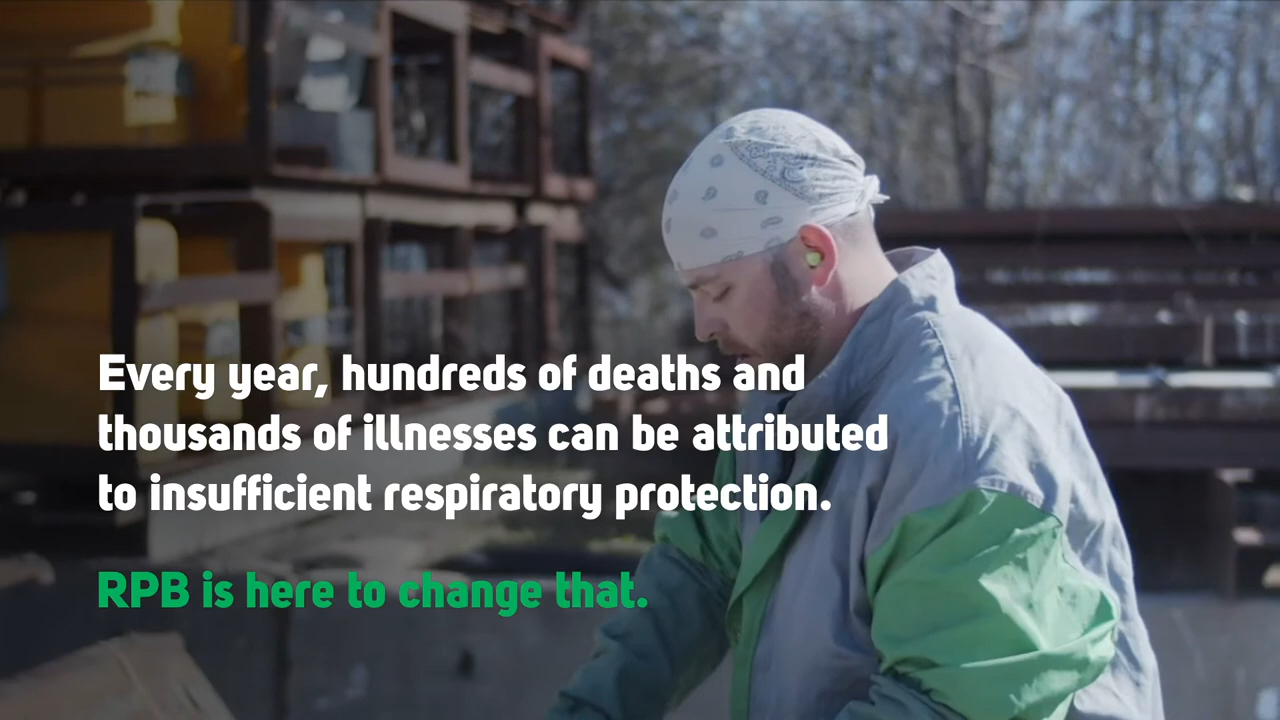 Every year, hundreds of deaths and
thousands of illnesses can be attributed
to insufficient respiratory protection.
RPB is here to change that.